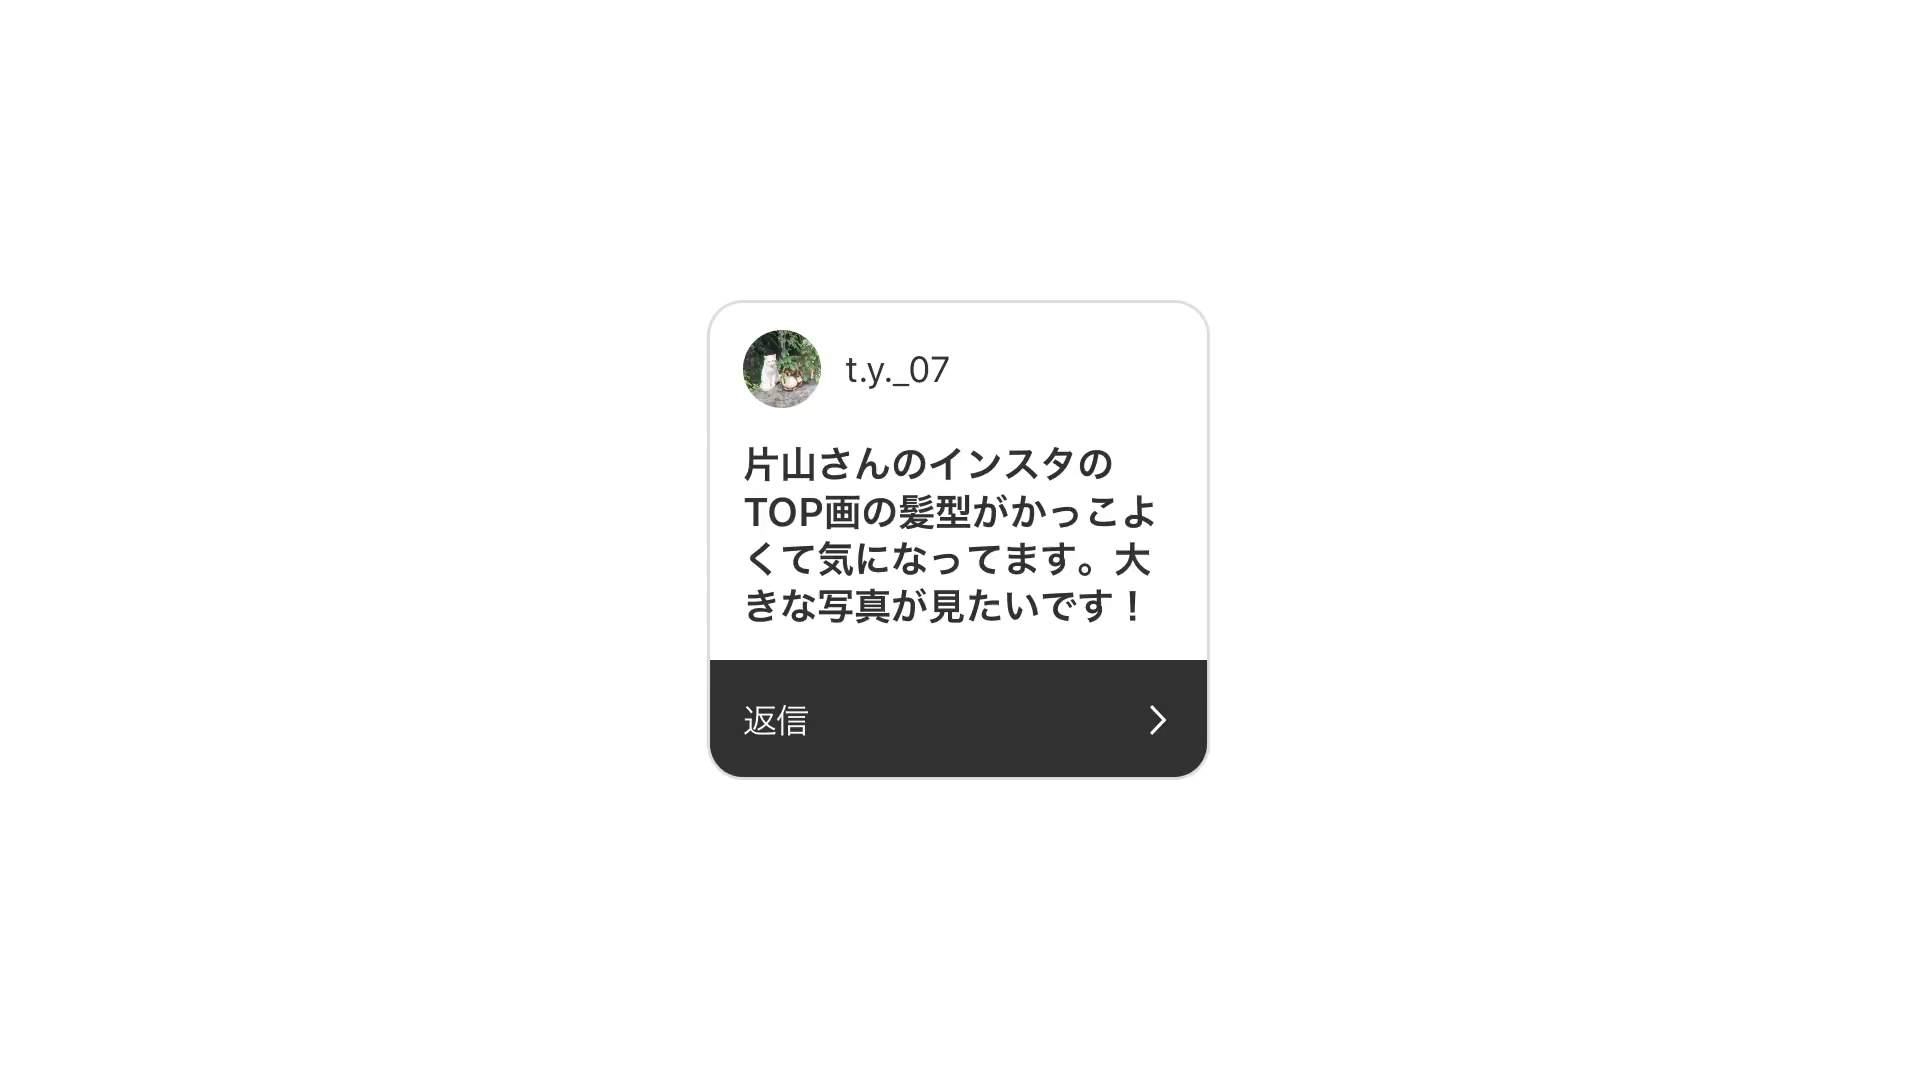 t.y._07
片山さんのインスタの
TOP画の髪型がかっこよ
くて気になってます。大
きな写真が見たいです！
返信